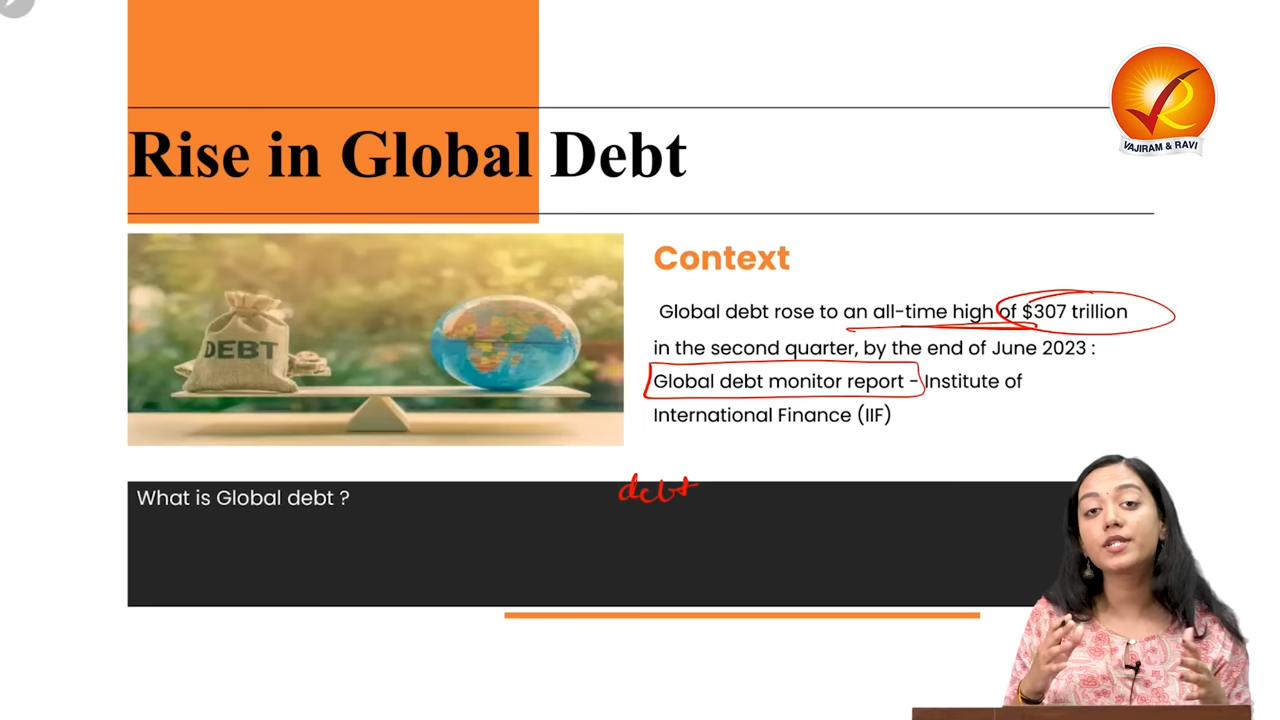 VAJIRAM & RAVI
Rise in Global Debt
DEBT
Context
Global debt rose to an all-time high of $307 trillion
in the second quarter, by the end of June 2023 :
Global debt monitor report - Institute of
International Finance (IIF)
What is Global debt ?
debt